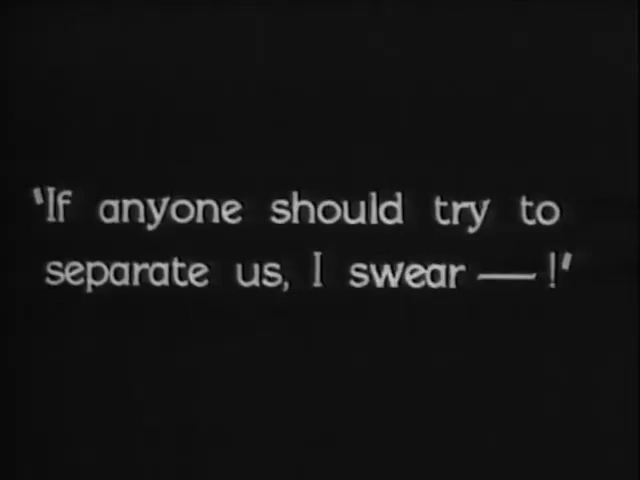 "If anyone should try to
separate us, I swear — !"